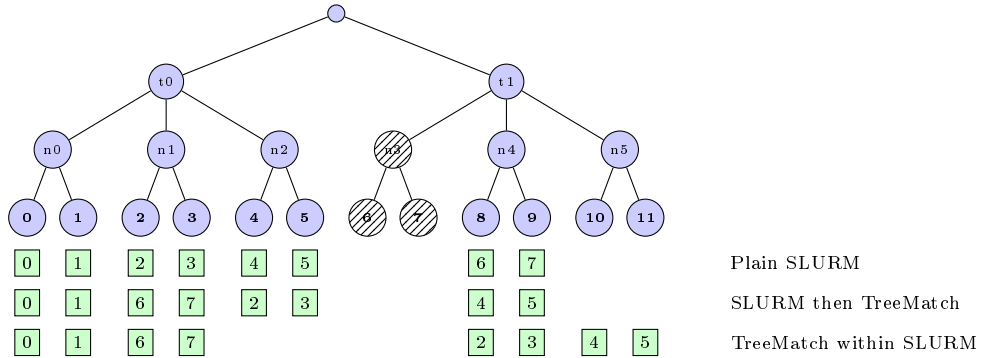 t0 t1
n0 n1 n2 n3 n4 n5
0 1 2 3 4 5 6 7 8 9 10 11
0 1 2 3 4 5 6 7 Plain SLURM
0 1 6 7 2 3 4 5 SLURM then TreeMatch
0 1 6 7 2 3 4 5 TreeMatch within SLURM